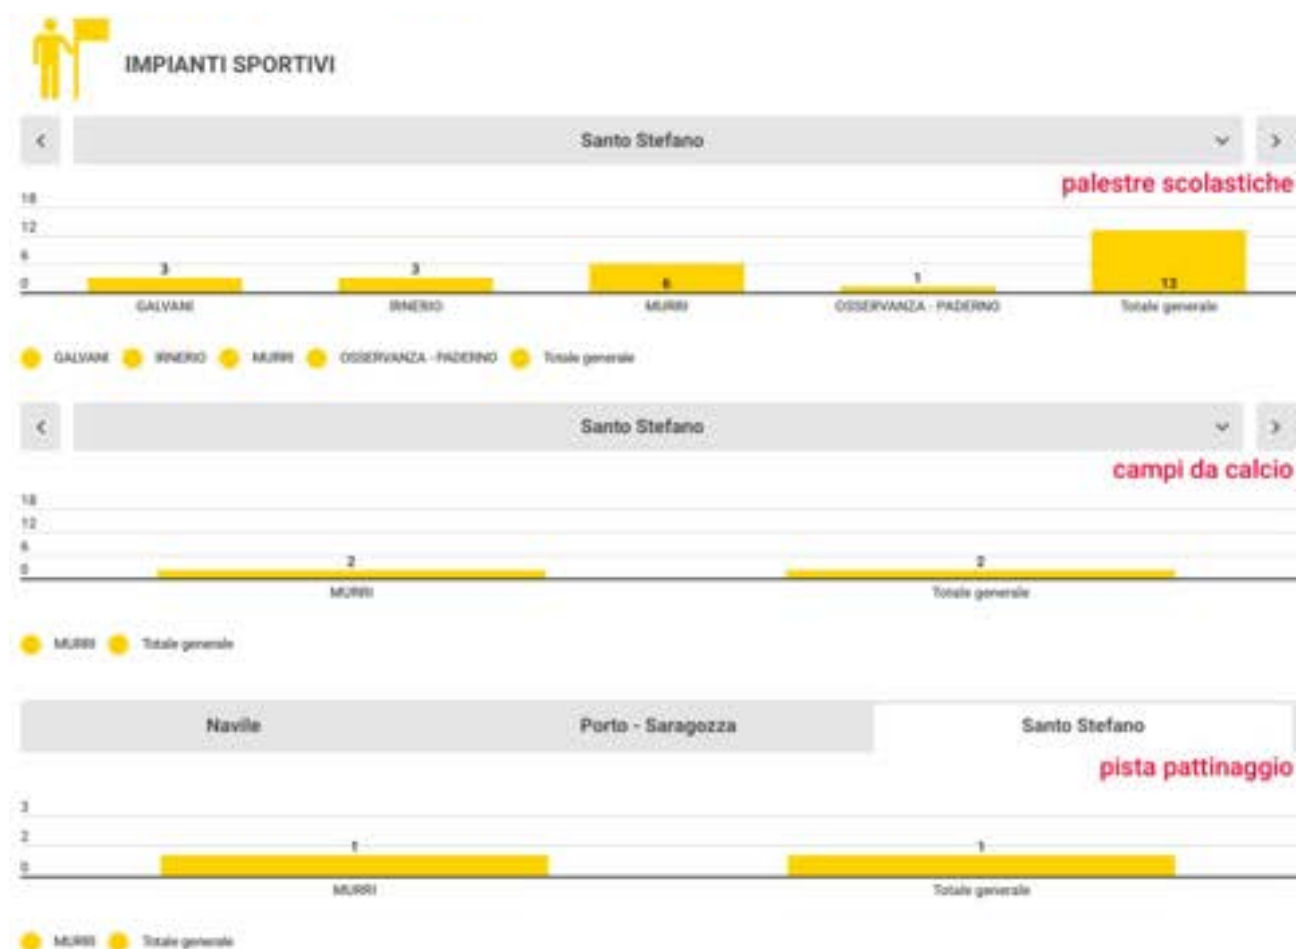 IMPIANTI SPORTIVI
Santo Stefano
palestre scolastiche
18
12
6
0
3 3 6 1 13
GALVANI IRNERIO MURRI OSSERVANZA - PADERNO Totale generale
GALVANI IRNERIO MURRI OSSERVANZA - PADERNO Totale generale
Santo Stefano
campi da calcio
18
12
6
0
2 2
MURRI Totale generale
MURRI Totale generale
Navile Porto - Saragozza Santo Stefano
pista pattinaggio
3
2
0
1 1
MURRI Totale generale
MURRI Totale generale